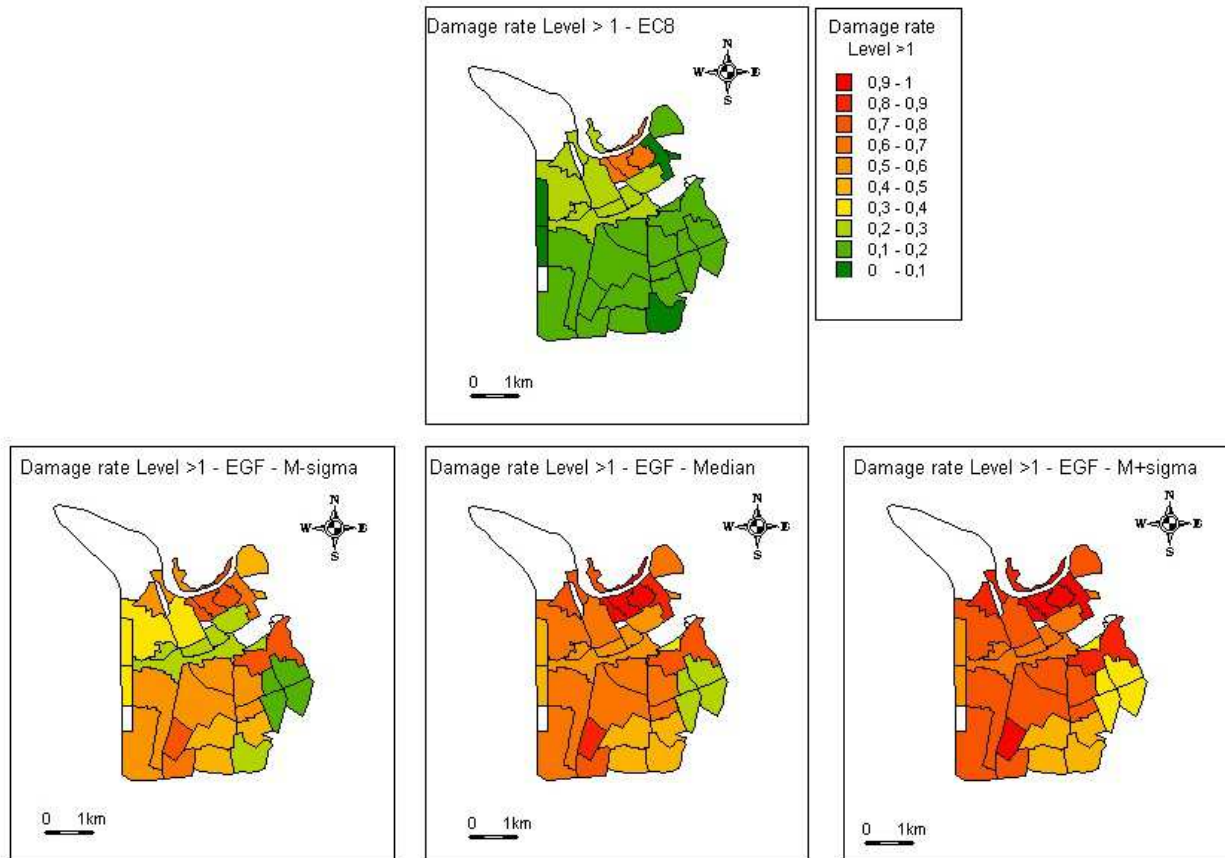 Damage rate Level > 1 - EC8
N
W E
S
0 1km
Damage rate
Level >1
0,9 - 1
0,8 - 0,9
0,7 - 0,8
0,6 - 0,7
0,5 - 0,6
0,4 - 0,5
0,3 - 0,4
0,2 - 0,3
0,1 - 0,2
0 - 0,1
Damage rate Level >1 - EGF - M-sigma
N
W E
S
0 1km
Damage rate Level >1 - EGF - Median
N
W E
S
0 1km
Damage rate Level >1 - EGF - M+sigma
N
W E
S
0 1km